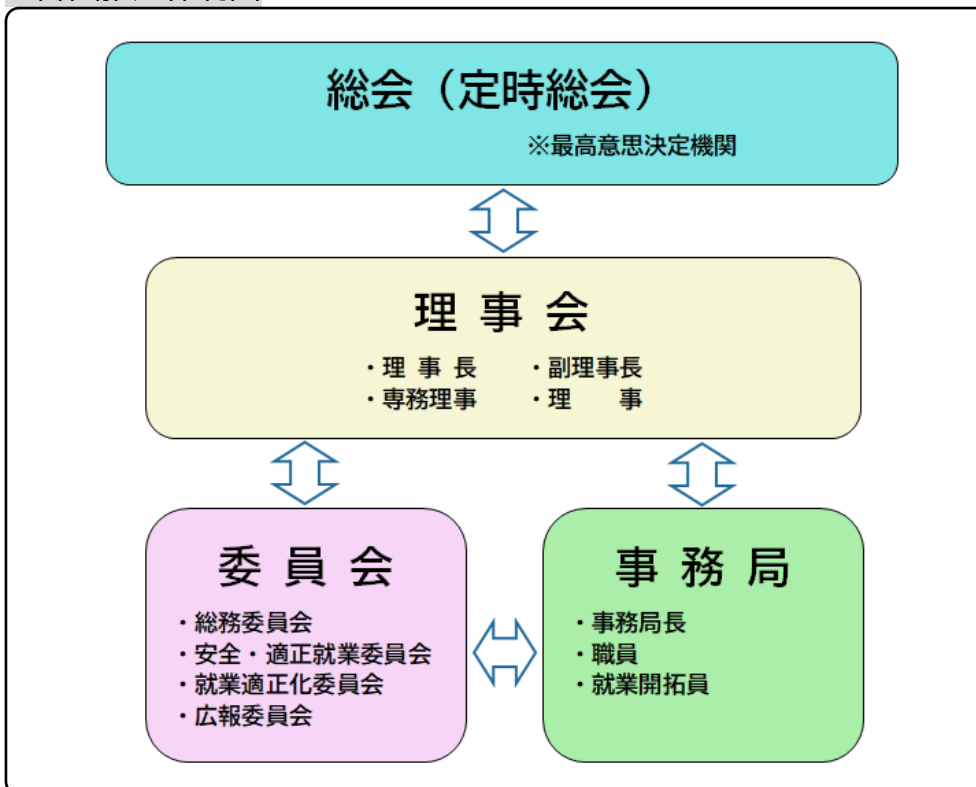 総会（定時総会）
※最高意思決定機関
理 事 会
・理 事 長 ・副理事長
・専務理事 ・理 事
委 員 会
・総務委員会
・安全・適正就業委員会
・就業適正化委員会
・広報委員会
事 務 局
・事務局長
・職員
・就業開拓員